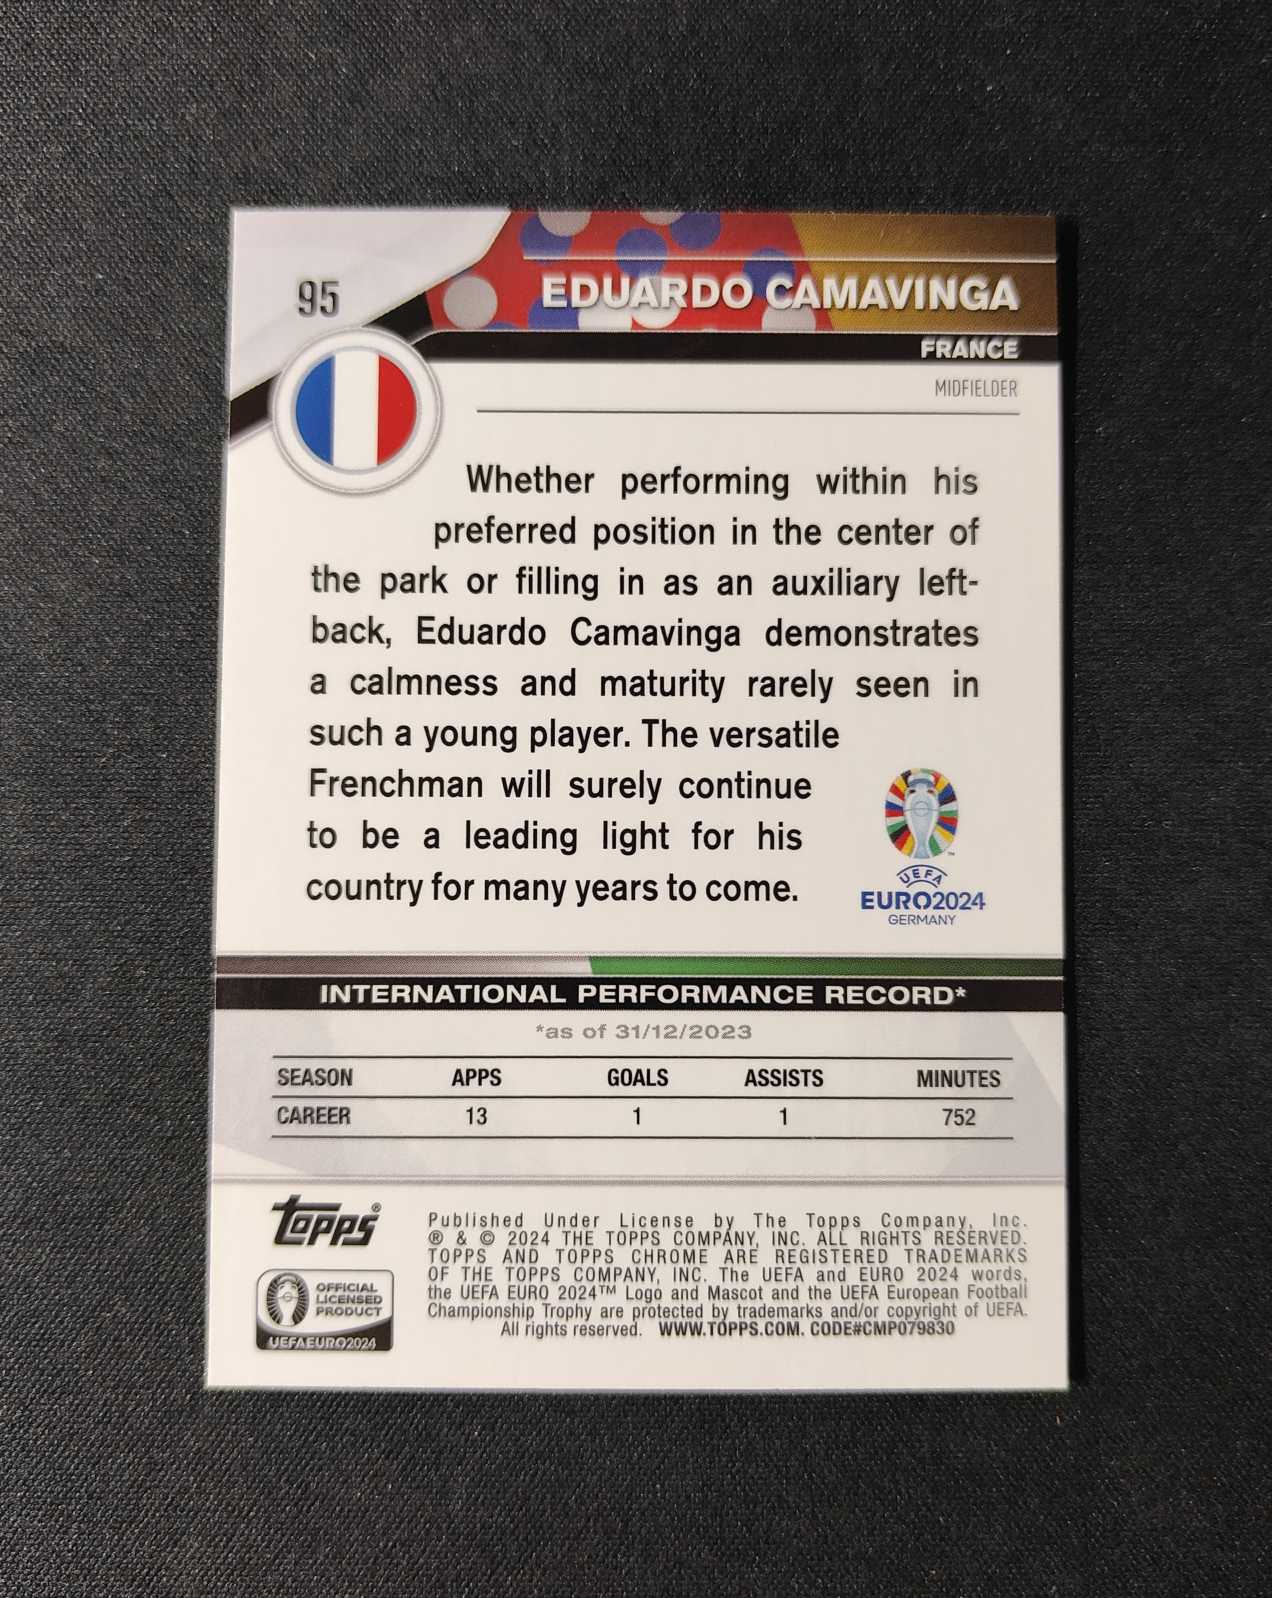 95
EDUARDO CAMAVINGA
FRANCE
MIDFIELDER
Whether performing within his
preferred position in the center of
the park or filling in as an auxiliary left-
back, Eduardo Camavinga demonstrates
a calmness and maturity rarely seen in
such a young player. The versatile
Frenchman will surely continue
to be a leading light for his
country for many years to come.
™
UEFA
EURO2024
GERMANY
INTERNATIONAL PERFORMANCE RECORD*
*as of 31/12/2023
SEASON APPS GOALS ASSISTS MINUTES
CAREER 13 1 1 752
Topps®
OFFICIAL
LICENSED
PRODUCT
UEFAEURO2024
Published Under License by The Topps Company, Inc.
® & © 2024 THE TOPPS COMPANY, INC. ALL RIGHTS RESERVED.
TOPPS AND TOPPS CHROME ARE REGISTERED TRADEMARKS
OF THE TOPPS COMPANY, INC. The UEFA and EURO 2024 words,
the UEFA EURO 2024™ Logo and Mascot and the UEFA European Football
Championship Trophy are protected by trademarks and/or copyright of UEFA.
All rights reserved. WWW.TOPPS.COM. CODE#CMP079830